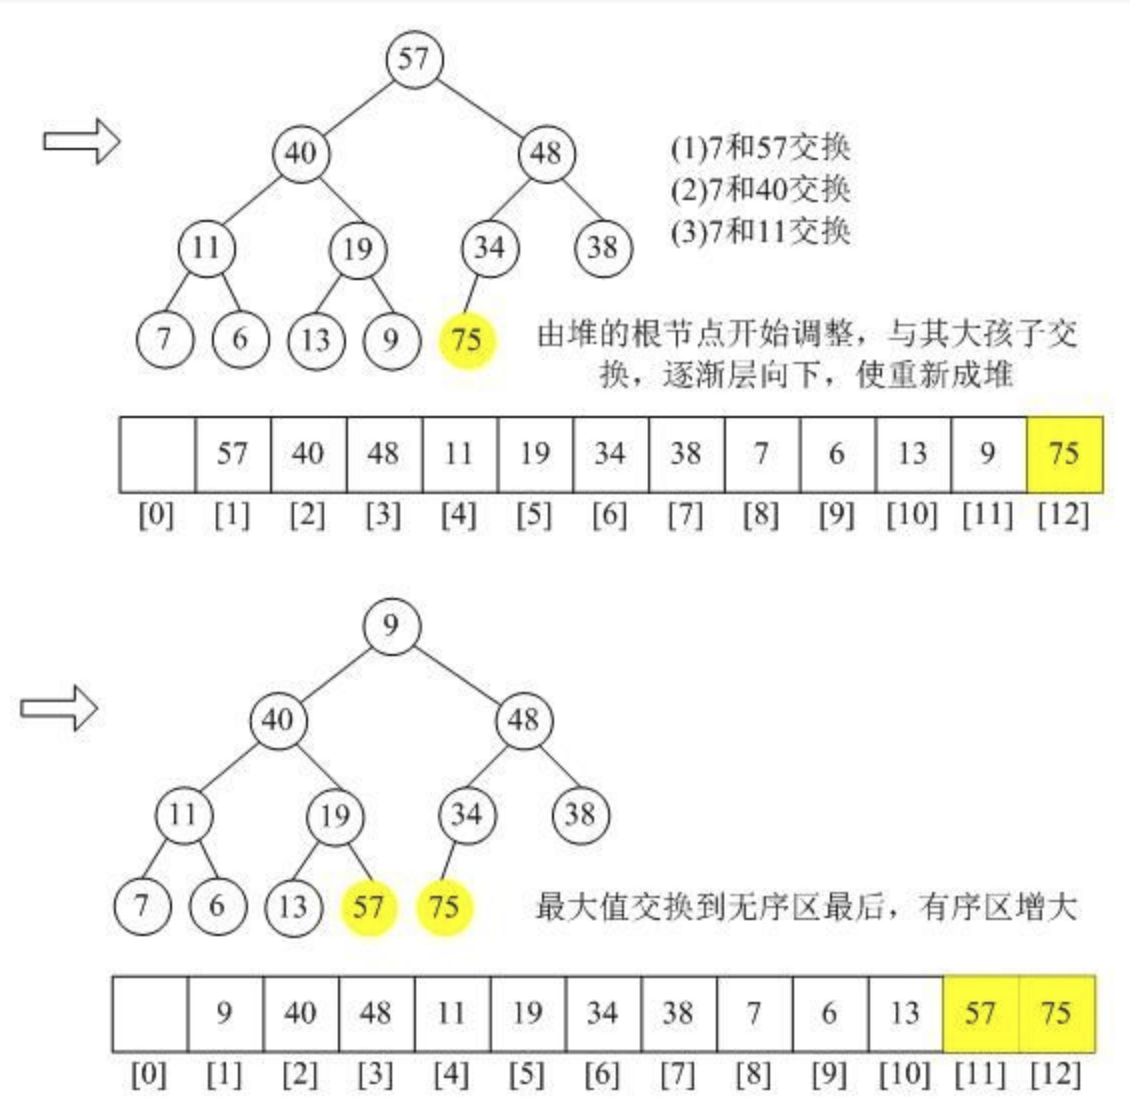 57
40 48
(1)7和57交换
(2)7和40交换
(3)7和11交换
11 19 34 38
7 6 13 9 75
由堆的根节点开始调整，与其大孩子交
换，逐渐层向下，使重新成堆
57 40 48 11 19 34 38 7 6 13 9 75
[0] [1] [2] [3] [4] [5] [6] [7] [8] [9] [10] [11] [12]
9
40 48
11 19 34 38
7 6 13 57 75
最大值交换到无序区最后，有序区增大
9 40 48 11 19 34 38 7 6 13 57 75
[0] [1] [2] [3] [4] [5] [6] [7] [8] [9] [10] [11] [12]